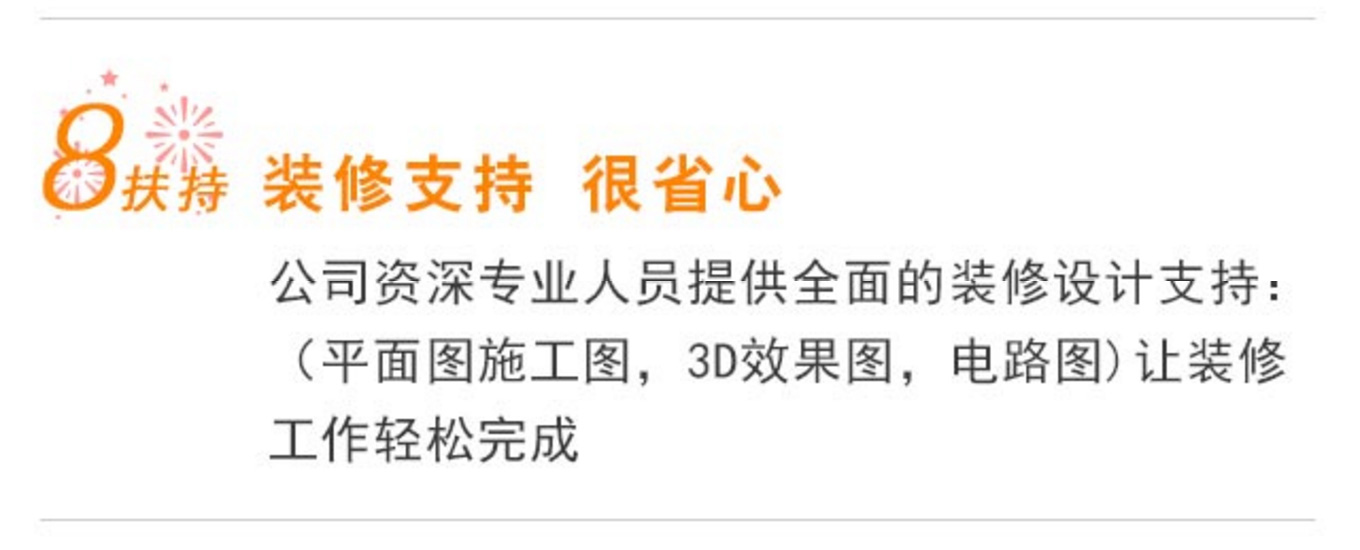 8扶持 装修支持 很省心
公司资深专业人员提供全面的装修设计支持：
（平面图施工图，3D效果图，电路图)让装修
工作轻松完成